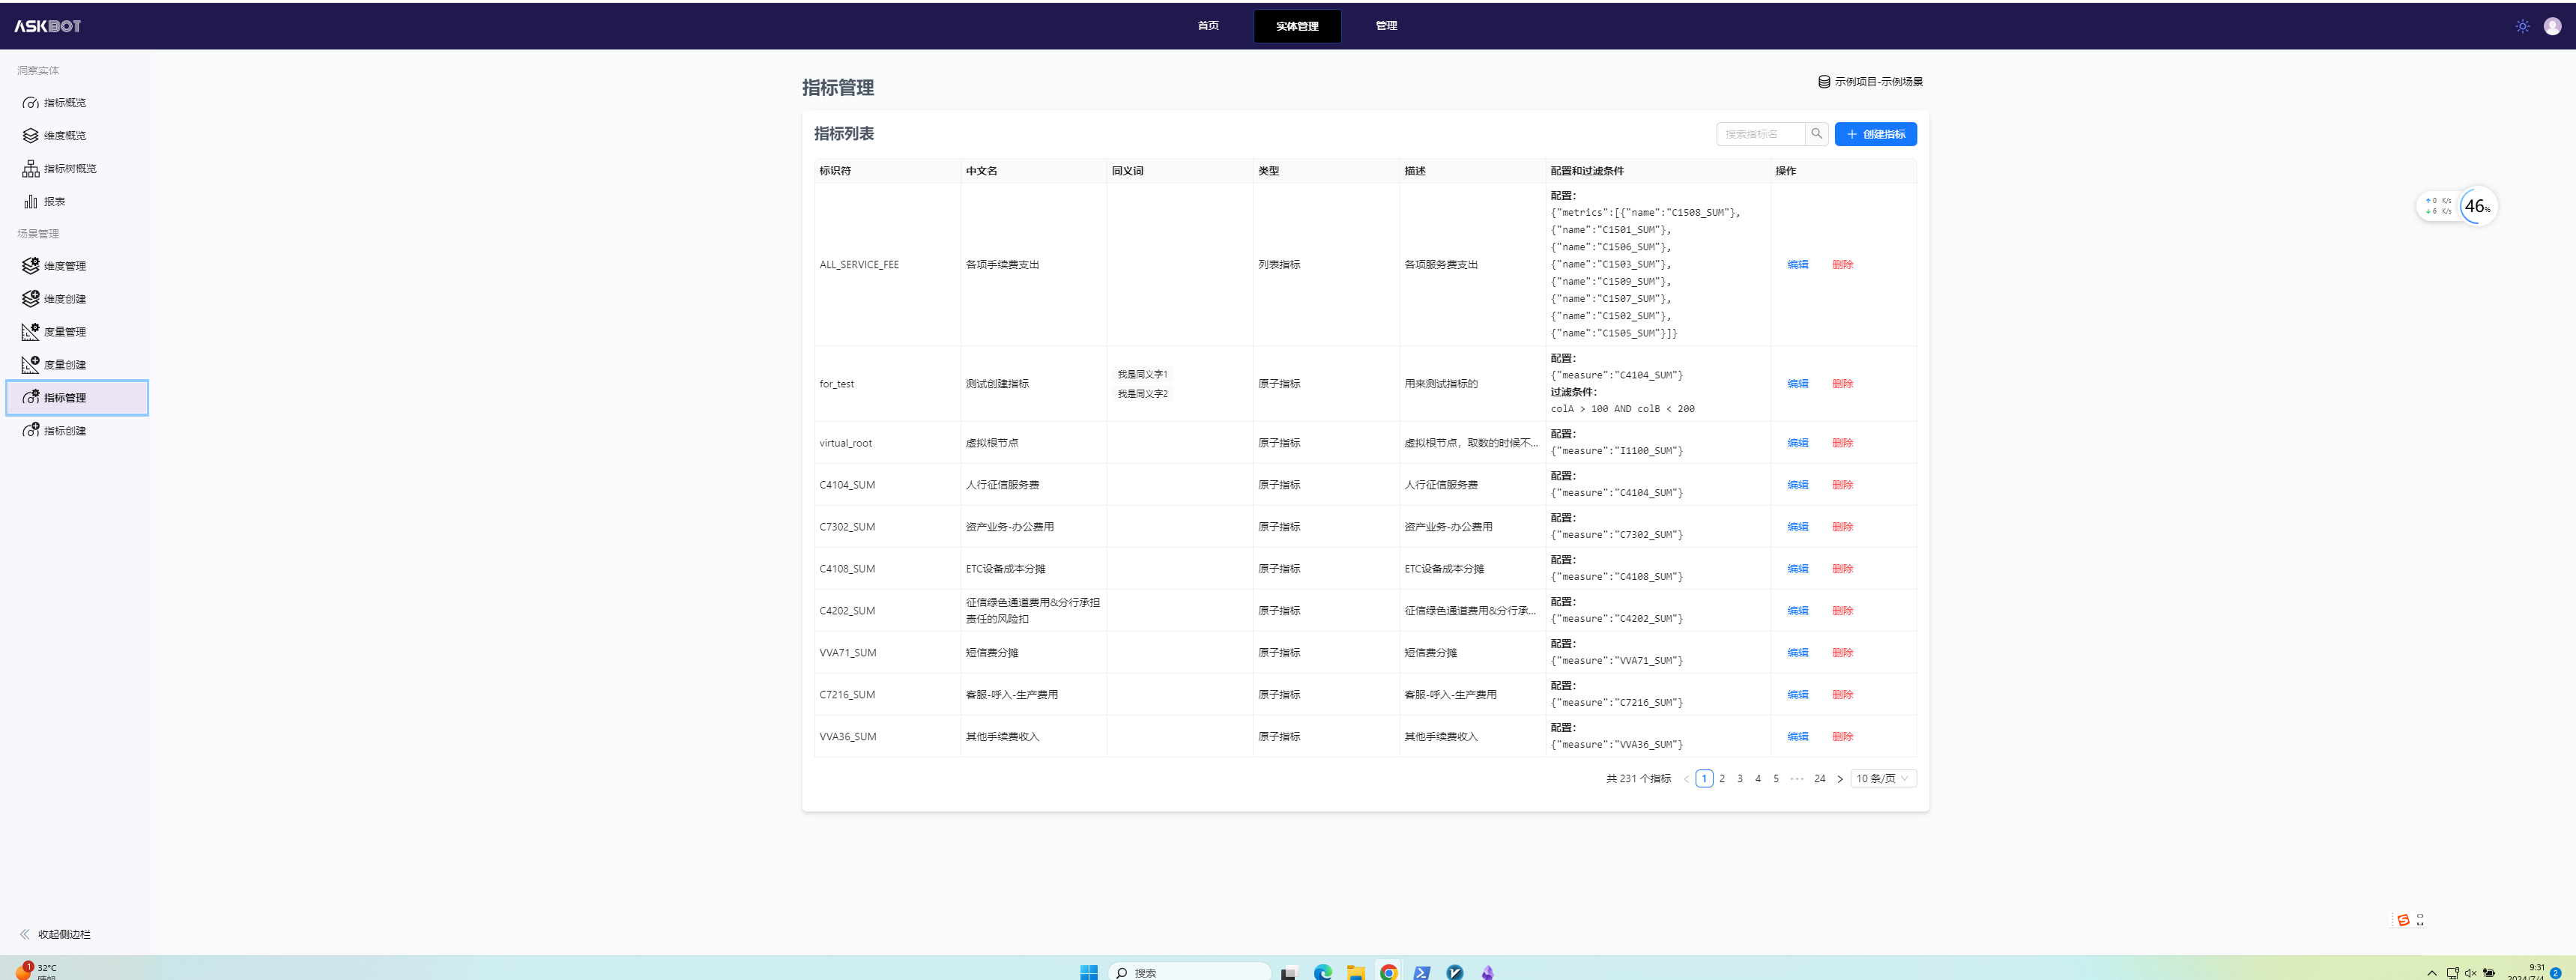 ASKBOT
首页
实体管理
管理
洞察实体
指标概览
维度概览
指标树概览
报表
场景管理
维度管理
维度创建
度量管理
度量创建
指标管理
指标创建
收起侧边栏
指标管理
示例项目-示例场景
指标列表
搜索指标名
创建指标
标识符 中文名 同义词 类型 描述 配置和过滤条件 操作
ALL_SERVICE_FEE 各项手续费支出 列表指标 各项服务费支出
配置:
{"metrics":[{"name":"C1508_SUM"},
{"name":"C1501_SUM"},
{"name":"C1506_SUM"},
{"name":"C1503_SUM"},
{"name":"C1509_SUM"},
{"name":"C1507_SUM"},
{"name":"C1502_SUM"},
{"name":"C1505_SUM"}]}
编辑 删除
for_test 测试创建指标
我是同义字1
我是同义字2
原子指标 用来测试指标的
配置:
{"measure":"C4104_SUM"}
过滤条件:
colA > 100 AND colB < 200
编辑 删除
virtual_root 虚拟根节点 原子指标 虚拟根节点，取数的时候不...
配置:
{"measure":"I1100_SUM"}
编辑 删除
C4104_SUM 人行征信服务费 原子指标 人行征信服务费
配置:
{"measure":"C4104_SUM"}
编辑 删除
C7302_SUM 资产业务-办公费用 原子指标 资产业务-办公费用
配置:
{"measure":"C7302_SUM"}
编辑 删除
C4108_SUM ETC设备成本分摊 原子指标 ETC设备成本分摊
配置:
{"measure":"C4108_SUM"}
编辑 删除
C4202_SUM
征信绿色通道费用&分行承担
责任的风险扣
原子指标 征信绿色通道费用&分行承...
配置:
{"measure":"C4202_SUM"}
编辑 删除
VVA71_SUM 短信费分摊 原子指标 短信费分摊
配置:
{"measure":"VVA71_SUM"}
编辑 删除
C7216_SUM 客服-呼入-生产费用 原子指标 客服-呼入-生产费用
配置:
{"measure":"C7216_SUM"}
编辑 删除
VVA36_SUM 其他手续费收入 原子指标 其他手续费收入
配置:
{"measure":"VVA36_SUM"}
编辑 删除
共 231 个指标 1 2 3 4 5 ••• 24 10 条/页
0 K/s
6 K/s
46%
1
32°C
搜索
9:31
2024/7/4
2